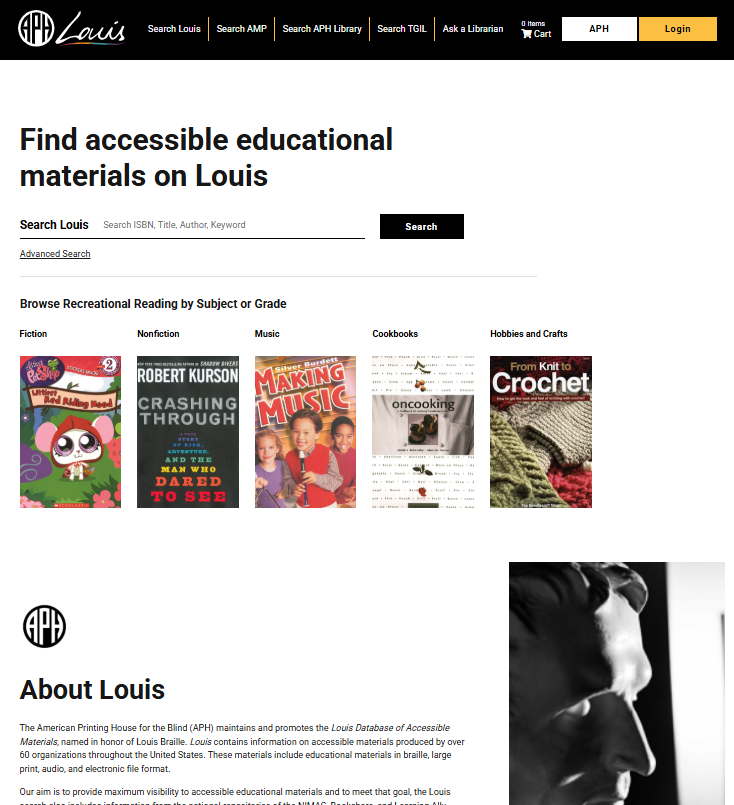 APH Louis
Search Louis
Search AMP
Search APH Library
Search TGIL
Ask a Librarian
0 Items
Cart
APH
Login
Find accessible educational
materials on Louis
Search Louis
Search ISBN, Title, Author, Keyword
Search
Advanced Search
Browse Recreational Reading by Subject or Grade
Fiction
Nonfiction
Music
Cookbooks
Hobbies and Crafts
2
Littlest
Red Riding Hood
SCHOLASTIC
ROBERT KURSON
CRASHING
THROUGH
A TRUE
STORY
OF RISK,
ADVENTURE,
AND THE
MAN WHO
DARED
TO SEE
Silver Burdett
MAKING
MUSIC
oncooking
From Knit to
Crochet
APH
About Louis
The American Printing House for the Blind (APH) maintains and promotes the Louis Database of Accessible
Materials, named in honor of Louis Braille. Louis contains information on accessible materials produced by over
60 organizations throughout the United States. These materials include educational materials in braille, large
print, audio, and electronic file format.
Our aim is to provide maximum visibility to accessible educational materials and to meet that goal, the Louis
search also includes information from the national repositories of the NIMAC, Bookshare, and Learning Ally